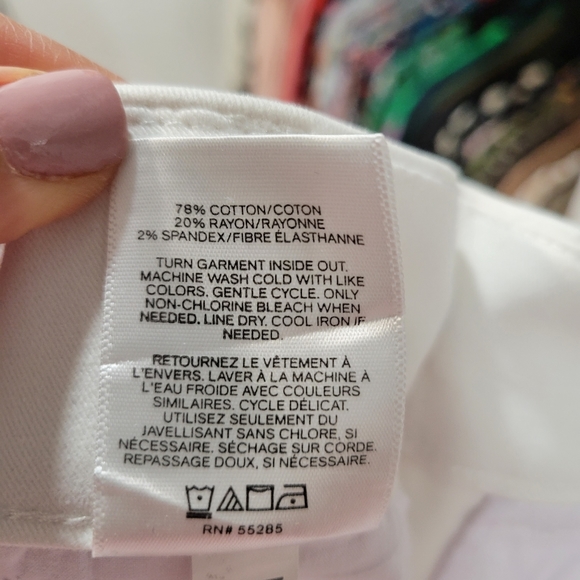 78% COTTON/COTON
20% RAYON/RAYONNE
2% SPANDEX/FIBRE ÉLASTHANNE
TURN GARMENT INSIDE OUT.
MACHINE WASH COLD WITH LIKE
COLORS. GENTLE CYCLE. ONLY
NON-CHLORINE BLEACH WHEN
NEEDED. LINE DRY. COOL IRON IF
NEEDED.
RETOURNEZ LE VÊTEMENT À
L'ENVERS. LAVER À LA MACHINE À
L'EAU FROIDE AVEC COULEURS
SIMILAIRES. CYCLE DÉLICAT.
UTILISEZ SEULEMENT DU
JAVELLISANT SANS CHLORE, SI
NÉCESSAIRE. SÉCHAGE SUR CORDE.
REPASSAGE DOUX, SI NÉCESSAIRE.
RN# 55285